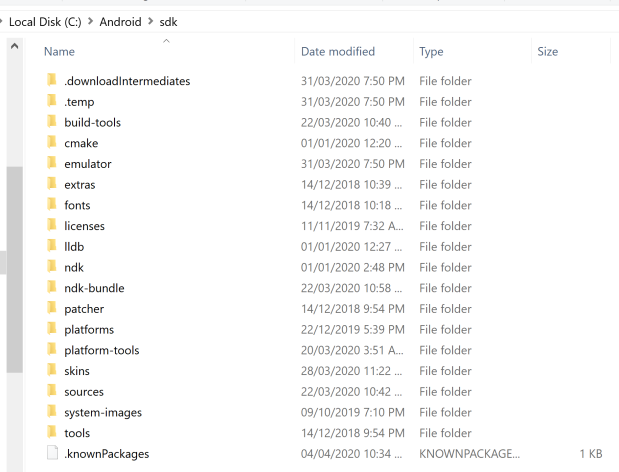 Local Disk (C:) > Android > sdk
Name Date modified Type Size
.downloadIntermediates 31/03/2020 7:50 PM File folder
.temp 31/03/2020 7:50 PM File folder
build-tools 22/03/2020 10:40 ... File folder
cmake 01/01/2020 12:20 ... File folder
emulator 31/03/2020 7:50 PM File folder
extras 14/12/2018 10:39 ... File folder
fonts 14/12/2018 10:18 ... File folder
licenses 11/11/2019 7:32 A... File folder
lldb 01/01/2020 12:27 ... File folder
ndk 01/01/2020 2:48 PM File folder
ndk-bundle 22/03/2020 10:58 ... File folder
patcher 14/12/2018 9:54 PM File folder
platforms 22/12/2019 5:39 PM File folder
platform-tools 20/03/2020 3:51 A... File folder
skins 28/03/2020 11:22 ... File folder
sources 22/03/2020 10:42 ... File folder
system-images 09/10/2019 7:10 PM File folder
tools 14/12/2018 9:54 PM File folder
.knownPackages 04/04/2020 10:34 ... KNOWNPACKAGE... 1 KB